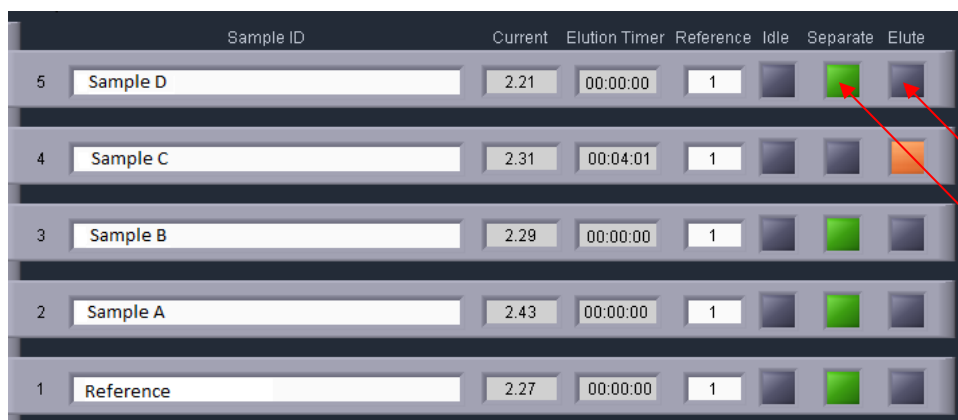 Sample ID Current Elution Timer Reference Idle Separate Elute
5 Sample D 2.21 00:00:00 1
4 Sample C 2.31 00:04:01 1
3 Sample B 2.29 00:00:00 1
2 Sample A 2.43 00:00:00 1
1 Reference 2.27 00:00:00 1